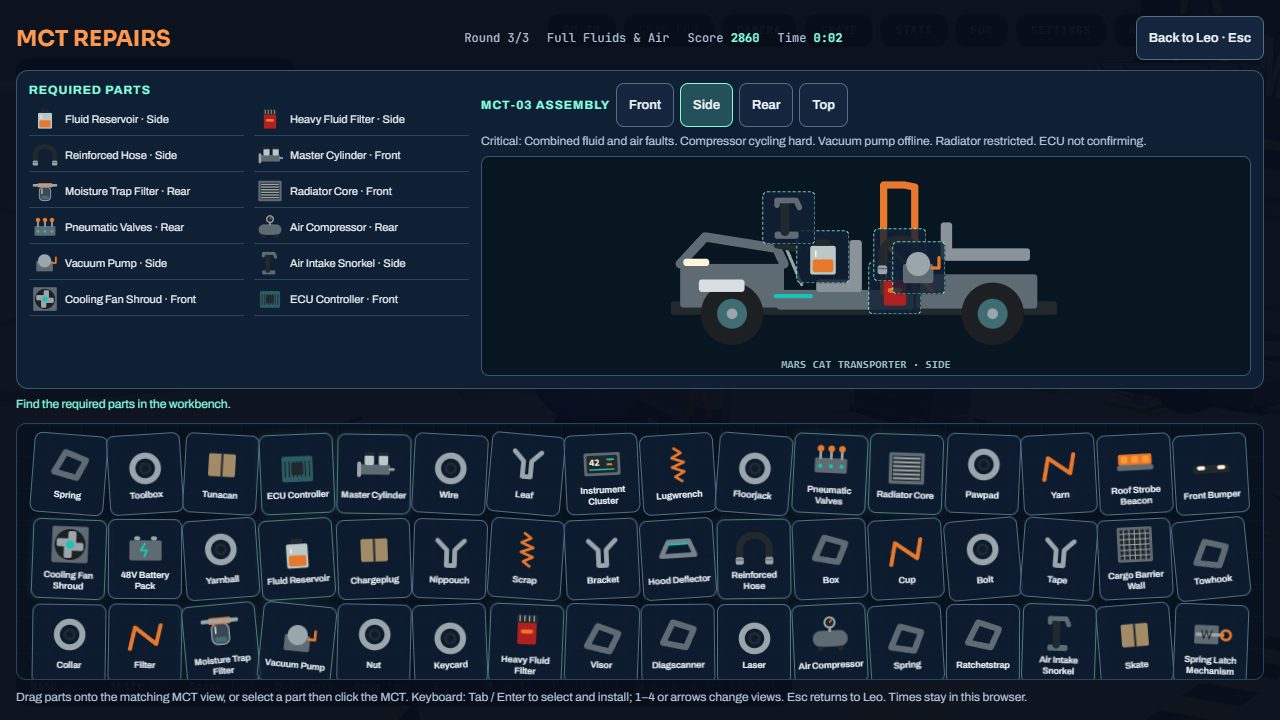 MCT REPAIRS
Round 3/3 Full Fluids & Air Score 2860 Time 0:02
Back to Leo · Esc
REQUIRED PARTS
Fluid Reservoir · Side
Heavy Fluid Filter · Side
Reinforced Hose · Side
Master Cylinder · Front
Moisture Trap Filter · Rear
Radiator Core · Front
Pneumatic Valves · Rear
Air Compressor · Rear
Vacuum Pump · Side
Air Intake Snorkel · Side
Cooling Fan Shroud · Front
ECU Controller · Front
MCT-03 ASSEMBLY
Front
Side
Rear
Top
Critical: Combined fluid and air faults. Compressor cycling hard. Vacuum pump offline. Radiator restricted. ECU not confirming.
MARS CAT TRANSPORTER · SIDE
Find the required parts in the workbench.
Spring
Toolbox
Tunacan
ECU Controller
Master Cylinder
Wire
Leaf
42
Instrument
Cluster
Lugwrench
Floorjack
Pneumatic
Valves
Radiator Core
Pawpad
Yarn
Roof Strobe
Beacon
Front Bumper
Cooling Fan
Shroud
48V Battery
Pack
Yarnball
Fluid Reservoir
Chargeplug
Nippouch
Scrap
Bracket
Hood Deflector
Reinforced
Hose
Box
Cup
Bolt
Tape
Cargo Barrier
Wall
Towhook
Collar
Filter
Moisture Trap
Filter
Vacuum Pump
Nut
Keycard
Heavy Fluid
Filter
Visor
Diagscanner
Laser
Air Compressor
Spring
Ratchetstrap
Air Intake
Snorkel
Skate
W
Spring Latch
Mechanism
Drag parts onto the matching MCT view, or select a part then click the MCT. Keyboard: Tab / Enter to select and install; 1–4 or arrows change views. Esc returns to Leo. Times stay in this browser.